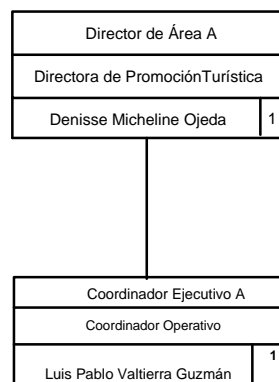 Director de Área A
Directora de PromociónTurística
Denisse Micheline Ojeda 1
Coordinador Ejecutivo A
Coordinador Operativo
1
Luis Pablo Valtierra Guzmán